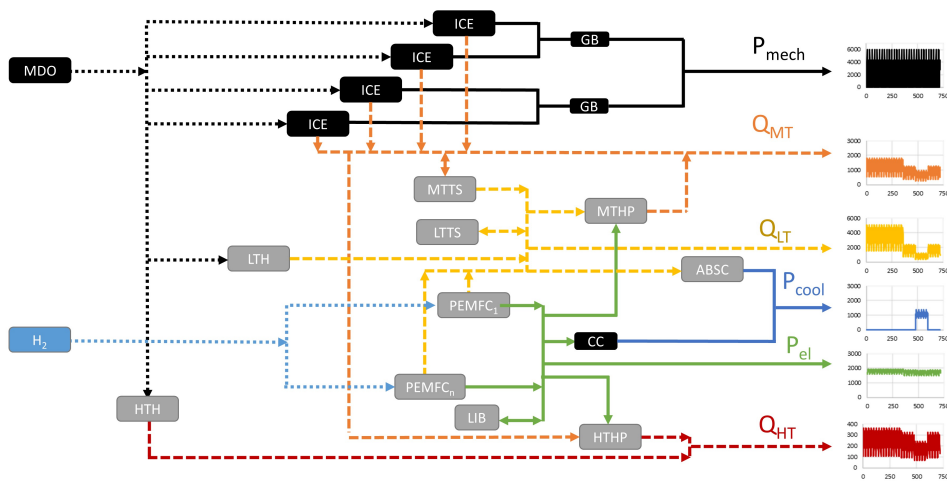 ICE
GB
P_mech
6000
4000
2000
0
0
250
500
750
MDO
ICE
ICE
GB
ICE
Q_MT
3000
2000
1000
0
0
250
500
750
MTTS
MTHP
LTTS
Q_LT
6000
4000
2000
0
0
250
500
750
LTH
ABSC
P_cool
3000
2000
1000
0
0
250
500
750
PEMFC_1
H_2
CC
P_el
3000
2000
1000
0
0
250
500
750
PEMFC_n
HTH
LIB
HTHP
Q_HT
400
300
200
100
0
0
250
500
750